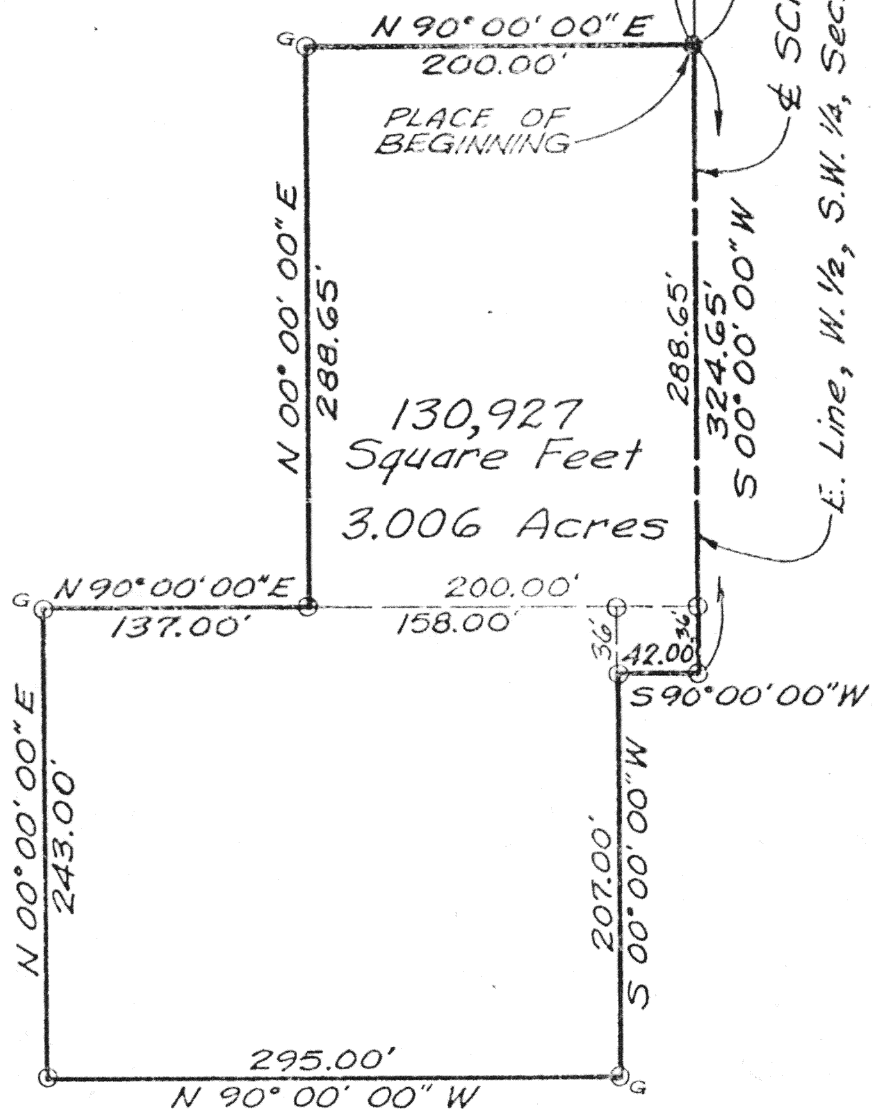 N 90° 00' 00" E
G
200.00'
PLACE OF
BEGINNING
N 00° 00' 00" E
288.65'
288.65'
324.65'
S 00° 00' 00" W
E. Line, W. 1/2, S.W. 1/4, Sec.
130,927
Square Feet
3.006 Acres
G
N 90° 00' 00" E
137.00'
200.00'
158.00'
36'
36'
42.00'
S 90° 00' 00" W
N 00° 00' 00" E
243.00'
207.00'
S 00° 00' 00" W
295.00'
N 90° 00' 00" W
G